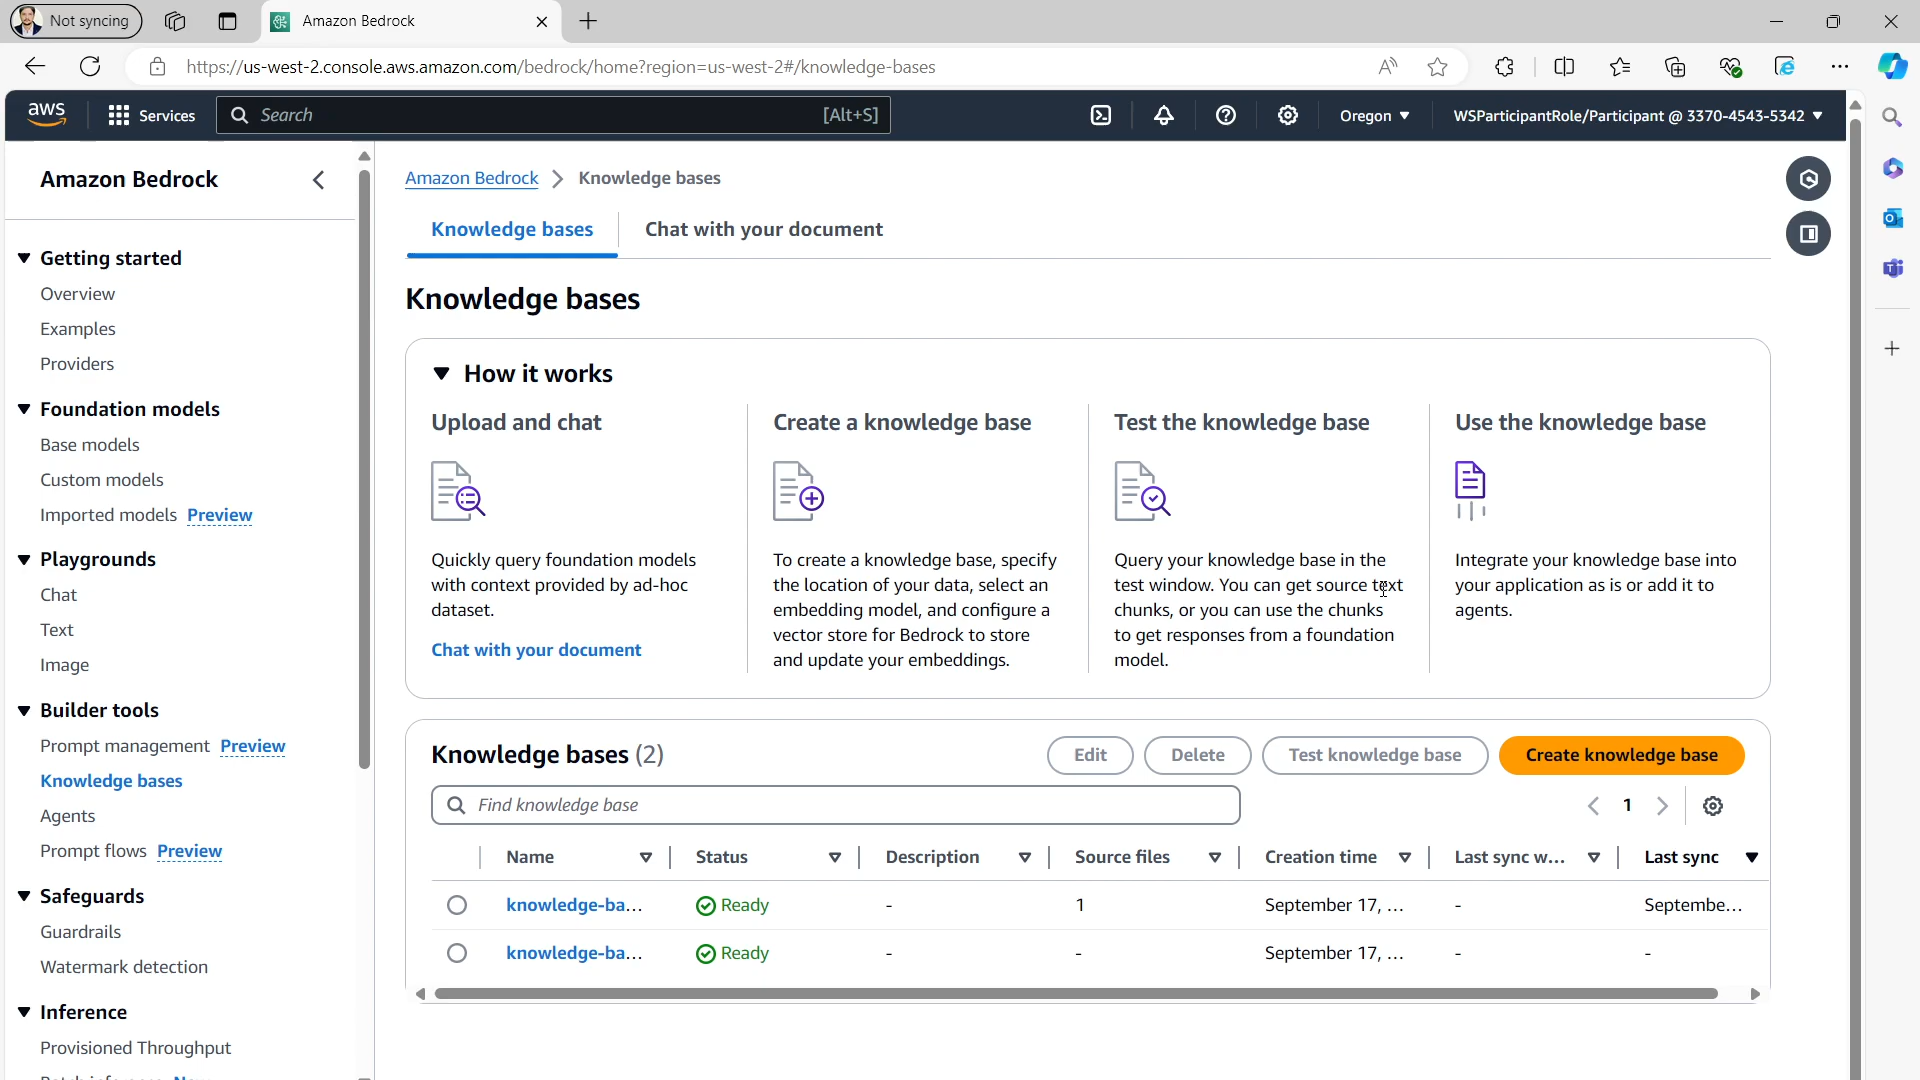 Not syncing
Amazon Bedrock
https://us-west-2.console.aws.amazon.com/bedrock/home?region=us-west-2#/knowledge-bases
aws
Services
Search
[Alt+S]
Oregon
WSParticipantRole/Participant @ 3370-4543-5342
Amazon Bedrock
Getting started
Overview
Examples
Providers
Foundation models
Base models
Custom models
Imported models Preview
Playgrounds
Chat
Text
Image
Builder tools
Prompt management Preview
Knowledge bases
Agents
Prompt flows Preview
Safeguards
Guardrails
Watermark detection
Inference
Provisioned Throughput
Amazon Bedrock > Knowledge bases
Knowledge bases
Chat with your document
Knowledge bases
How it works
Upload and chat
Quickly query foundation models
with context provided by ad-hoc
dataset.
Chat with your document
Create a knowledge base
To create a knowledge base, specify
the location of your data, select an
embedding model, and configure a
vector store for Bedrock to store
and update your embeddings.
Test the knowledge base
Query your knowledge base in the
test window. You can get source text
chunks, or you can use the chunks
to get responses from a foundation
model.
Use the knowledge base
Integrate your knowledge base into
your application as is or add it to
agents.
Knowledge bases (2)
Edit
Delete
Test knowledge base
Create knowledge base
Find knowledge base
1
Name Status Description Source files Creation time Last sync w... Last sync
knowledge-ba... Ready - 1 September 17, ... - Septembe...
knowledge-ba... Ready - - September 17, ... - -